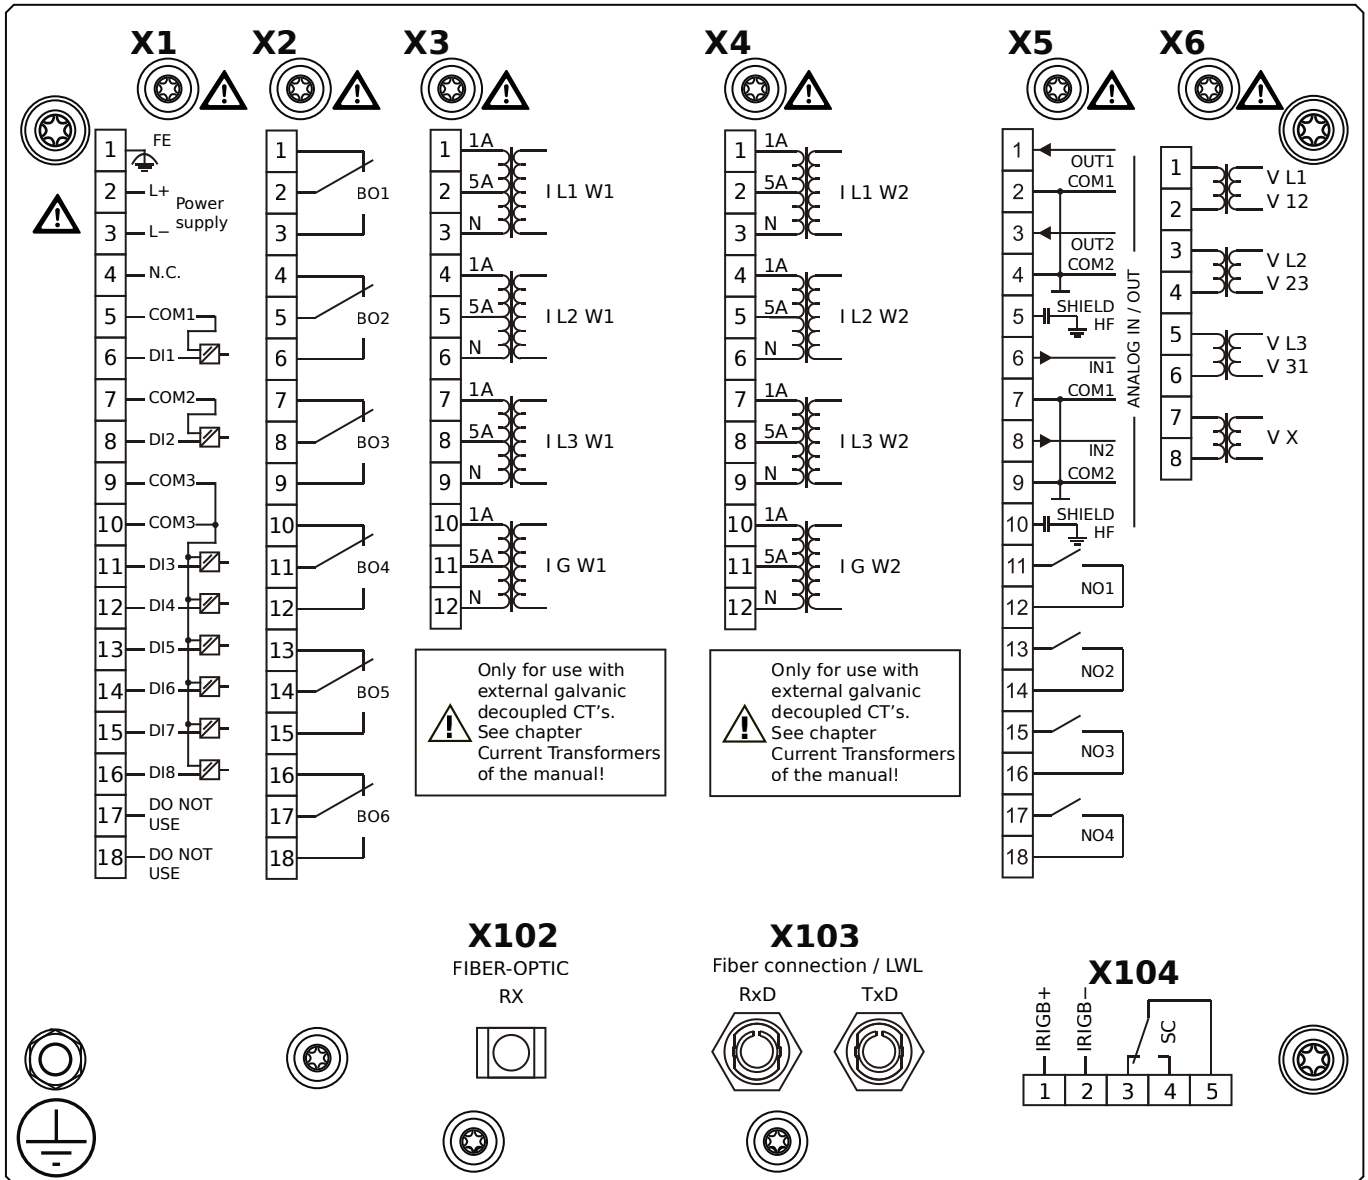 X1 X2 X3 X4 X5 X6
1 FE
2 L+
Power
supply
3 L−
4 N.C.
5 COM1
6 DI1
7 COM2
8 DI2
9 COM3
10 COM3
11 DI3
12 DI4
13 DI5
14 DI6
15 DI7
16 DI8
17 DO NOT
USE
18 DO NOT
USE
1
2 BO1
3
4
5 BO2
6
7
8 BO3
9
10
11 BO4
12
13
14 BO5
15
16
17 BO6
18
1 1A
2 5A I L1 W1
3 N
4 1A
5 5A I L2 W1
6 N
7 1A
8 5A I L3 W1
9 N
10 1A
11 5A I G W1
12 N
Only for use with
external galvanic
decoupled CT's.
See chapter
Current Transformers
of the manual!
1 1A
2 5A I L1 W2
3 N
4 1A
5 5A I L2 W2
6 N
7 1A
8 5A I L3 W2
9 N
10 1A
11 5A I G W2
12 N
Only for use with
external galvanic
decoupled CT's.
See chapter
Current Transformers
of the manual!
1 OUT1
2 COM1
3 OUT2
4 COM2
5 SHIELD
HF
6 IN1
7 COM1
8 IN2
9 COM2
10 SHIELD
HF
ANALOG IN / OUT
11
NO1
12
13
NO2
14
15
NO3
16
17
NO4
18
1 V L1
2 V 12
3 V L2
4 V 23
5 V L3
6 V 31
7
V X
8
X102
FIBER-OPTIC
RX
X103
Fiber connection / LWL
RxD TxD
X104
IRIGB+ IRIGB− SC
1 2 3 4 5